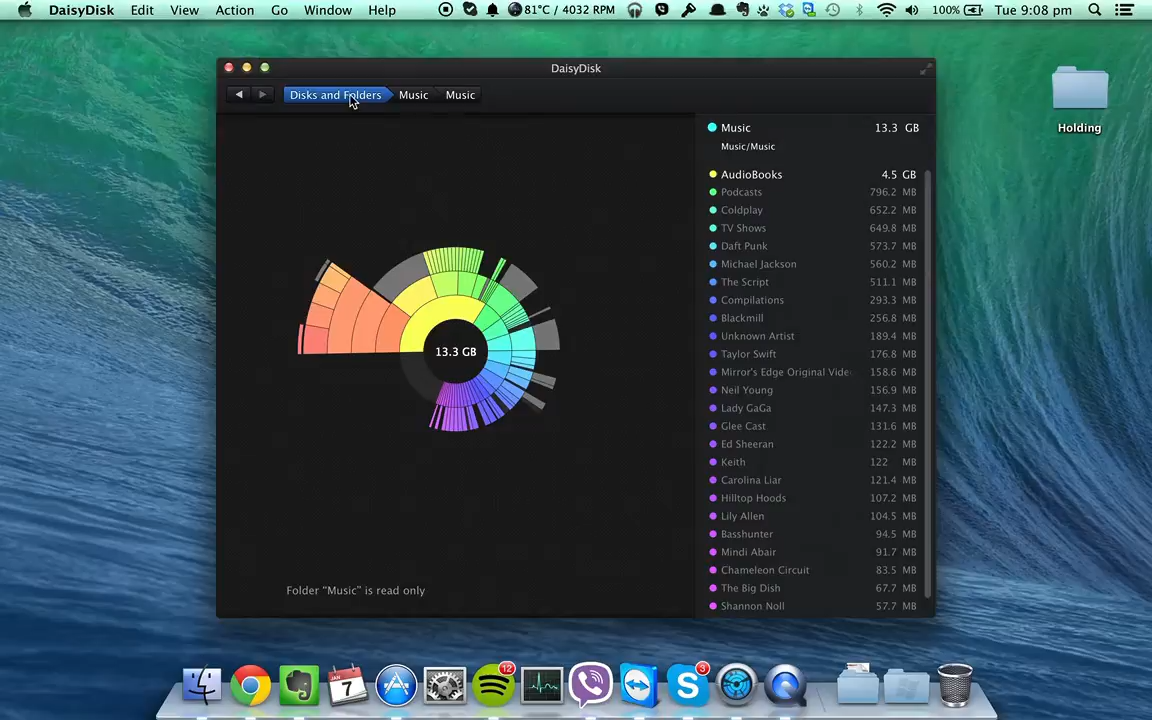 DaisyDisk Edit View Action Go Window Help 81°C / 4032 RPM 100% Tue 9:08 pm
DaisyDisk
Disks and Folders Music Music
Holding
Music 13.3 GB
Music/Music
AudioBooks 4.5 GB
Podcasts 796.2 MB
Coldplay 652.2 MB
TV Shows 649.8 MB
Daft Punk 573.7 MB
Michael Jackson 560.2 MB
The Script 511.1 MB
Compilations 293.3 MB
Blackmill 256.8 MB
Unknown Artist 189.4 MB
Taylor Swift 176.8 MB
Mirror's Edge Original Vide 158.6 MB
Neil Young 156.9 MB
Lady GaGa 147.3 MB
Glee Cast 131.6 MB
Ed Sheeran 122.2 MB
Keith 122 MB
Carolina Liar 121.4 MB
Hilltop Hoods 107.2 MB
Lily Allen 104.5 MB
Basshunter 94.5 MB
Mindi Abair 91.7 MB
Chameleon Circuit 83.5 MB
The Big Dish 67.7 MB
Shannon Noll 57.7 MB
13.3 GB
Folder "Music" is read only
JAN
7
12
3